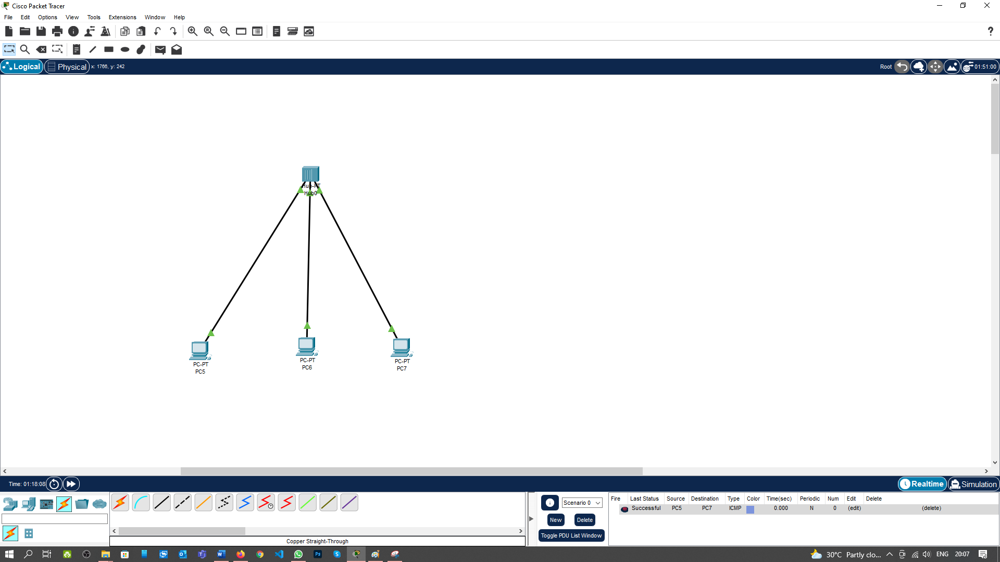 Cisco Packet Tracer
File Edit Options View Tools Extensions Window Help
?
Logical Physical x: 1766, y: 242 Root 01:51:00
Hub-PT
Hub0
PC-PT
PC5
PC-PT
PC6
PC-PT
PC7
Time: 01:18:08 Realtime Simulation
Scenario 0
New Delete
Toggle PDU List Window
Fire Last Status Source Destination Type Color Time(sec) Periodic Num Edit Delete
Successful PC5 PC7 ICMP 0.000 N 0 (edit) (delete)
Copper Straight-Through
30°C Partly clo... ENG 20:07